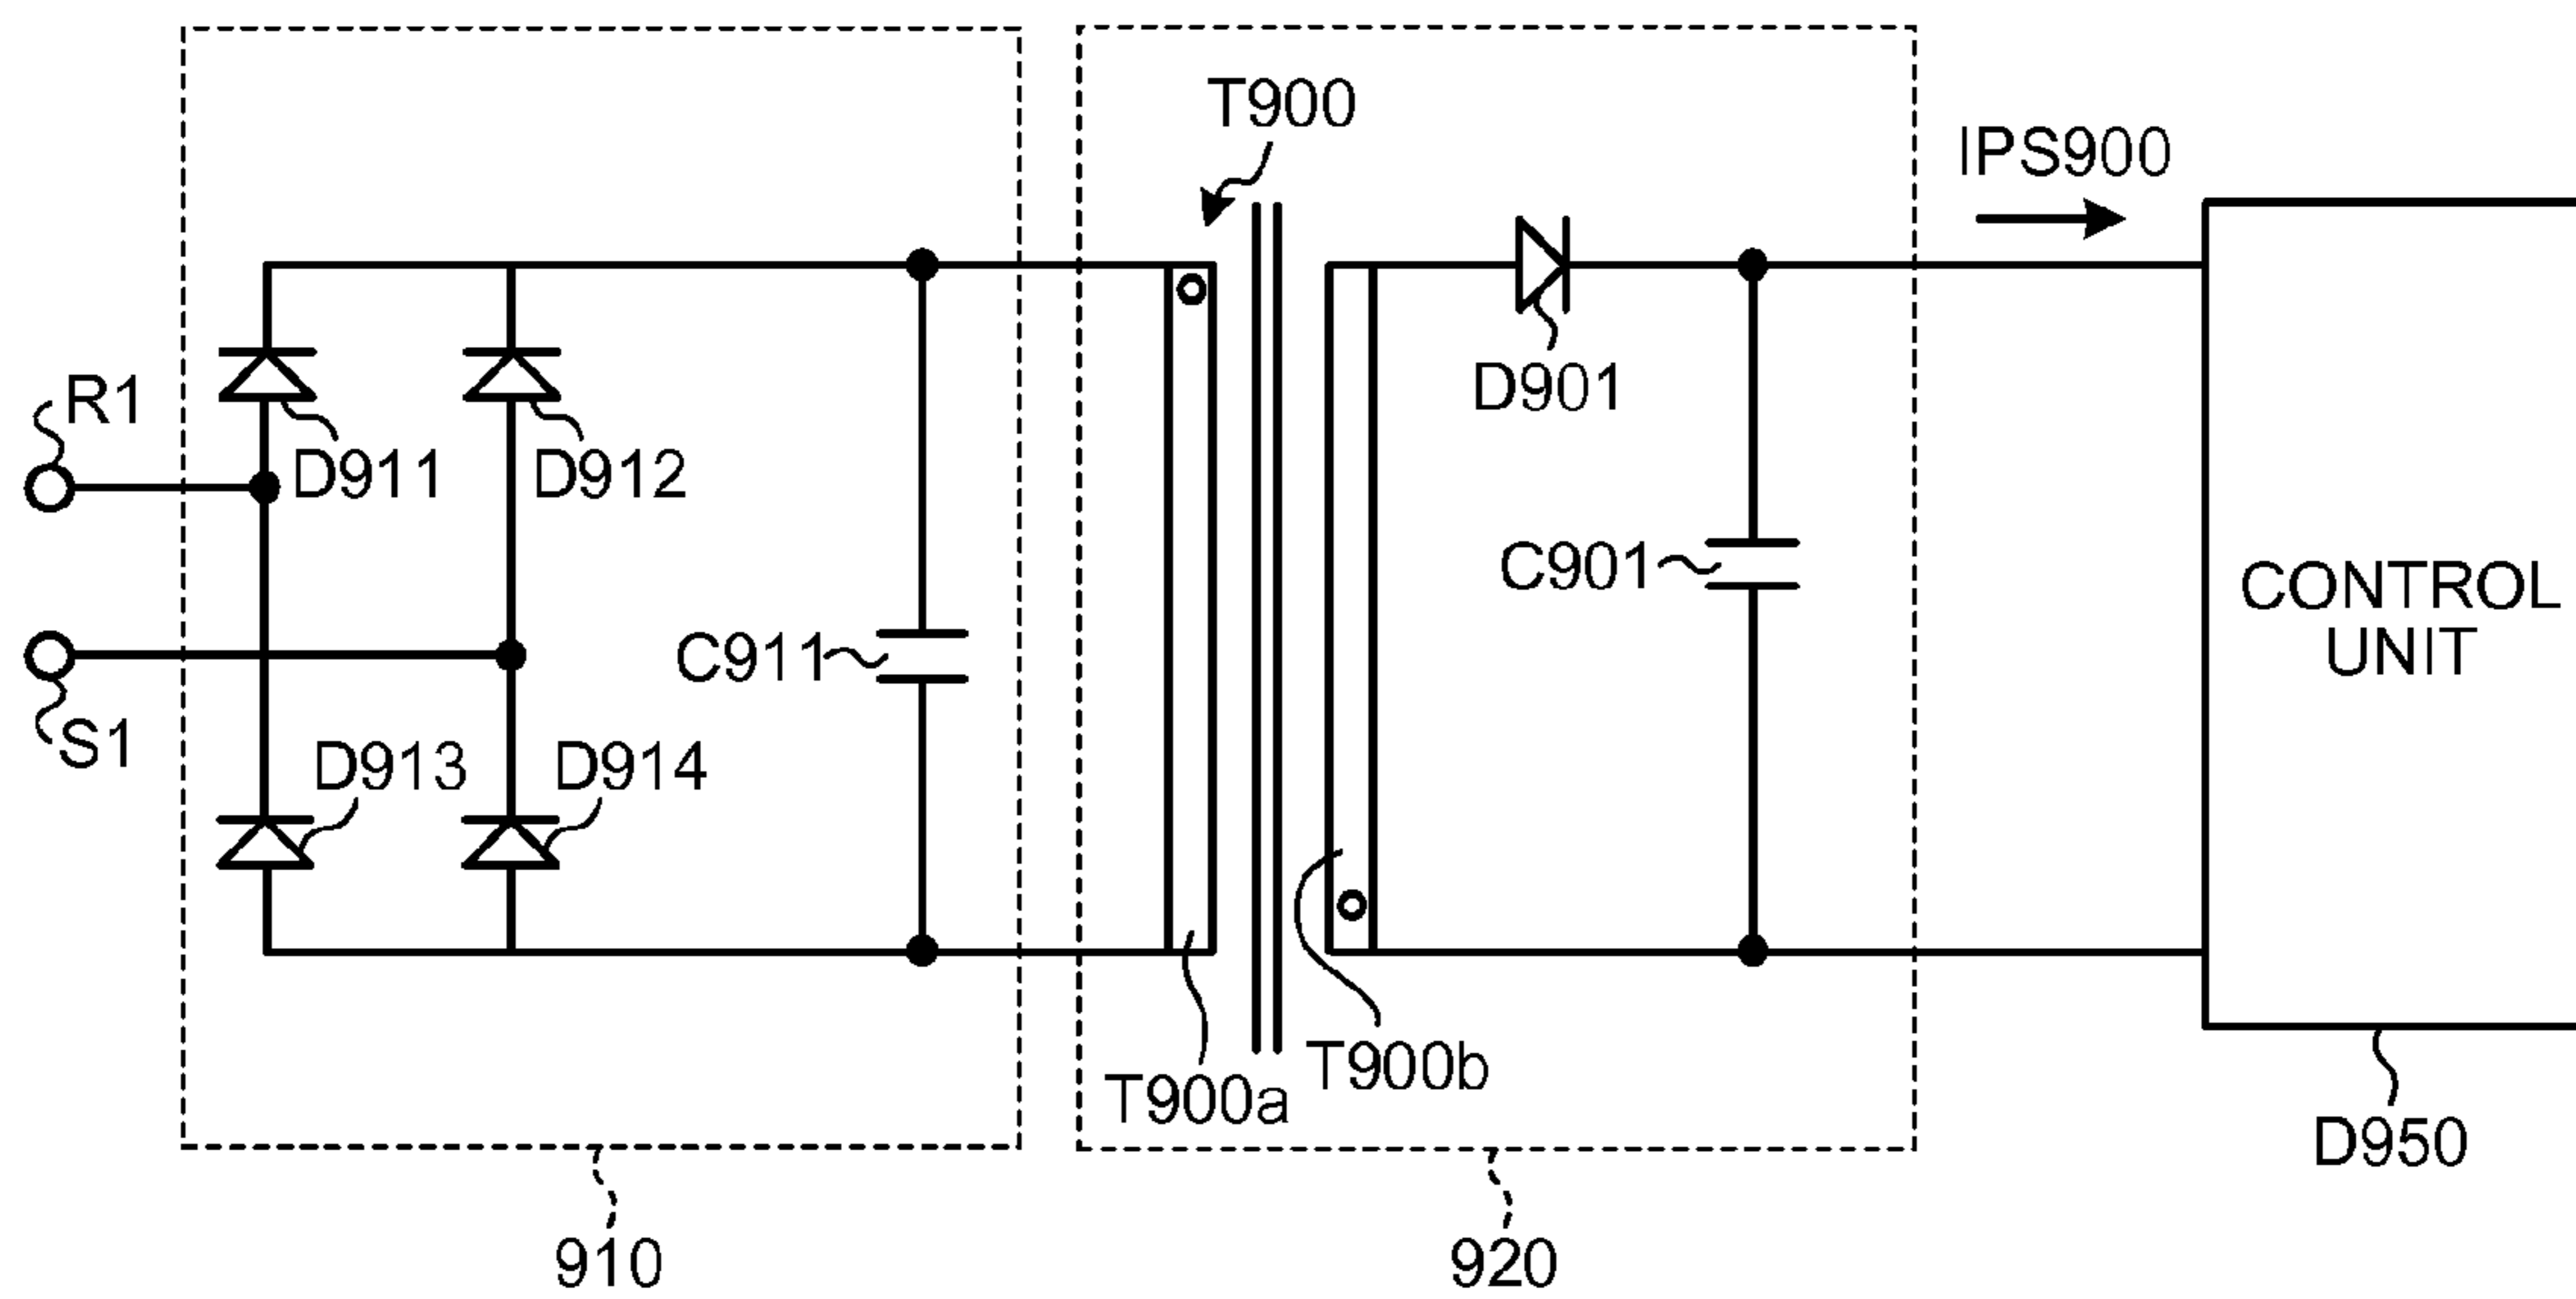 T900
IPS900
R1
D911
D912
D901
C901
CONTROL
UNIT
C911
S1
D913
D914
T900a
T900b
D950
910
920